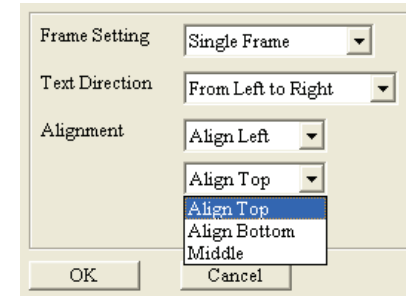 Frame Setting Single Frame
Text Direction From Left to Right
Alignment Align Left
Align Top
Align Top
Align Bottom
Middle
OK Cancel